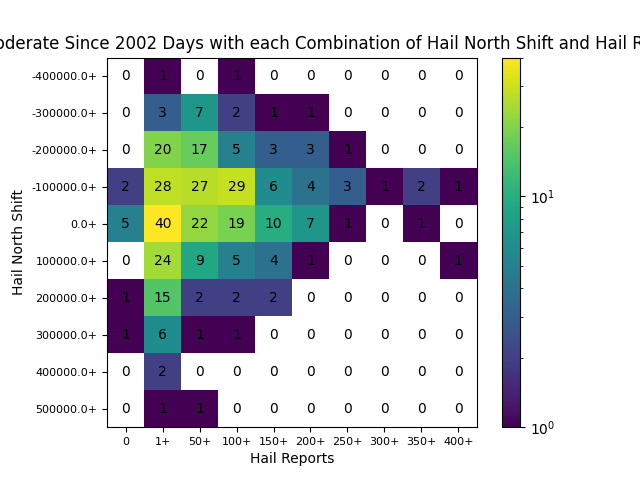 oderate Since 2002 Days with each Combination of Hail North Shift and Hail R
-400000.0+ 0 1 0 1 0 0 0 0 0 0
-300000.0+ 0 3 7 2 1 1 0 0 0 0
-200000.0+ 0 20 17 5 3 3 1 0 0 0
-100000.0+ 2 28 27 29 6 4 3 1 2 1
0.0+ 5 40 22 19 10 7 1 0 1 0
100000.0+ 0 24 9 5 4 1 0 0 0 1
200000.0+ 1 15 2 2 2 0 0 0 0 0
300000.0+ 1 6 1 1 0 0 0 0 0 0
400000.0+ 0 2 0 0 0 0 0 0 0 0
500000.0+ 0 1 1 0 0 0 0 0 0 0
0 1+ 50+ 100+ 150+ 200+ 250+ 300+ 350+ 400+
Hail Reports
Hail North Shift
10¹
10⁰